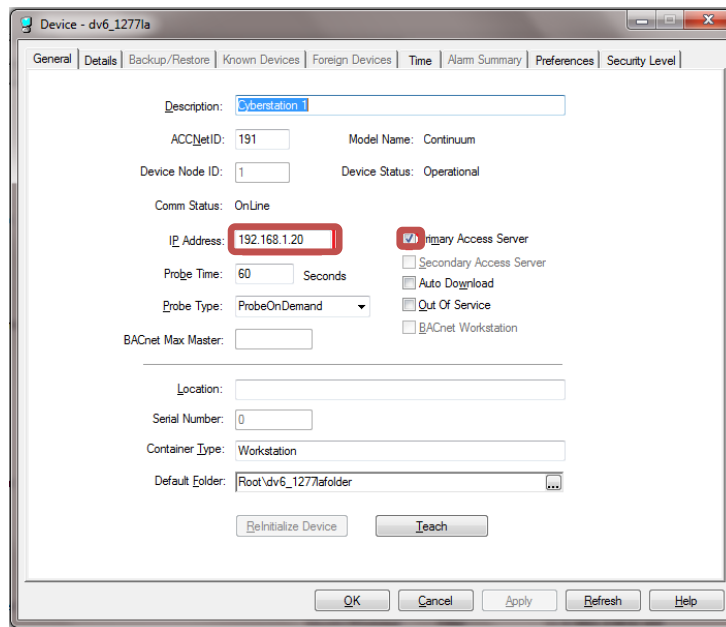 Device - dv6_1277la
General Details Backup/Restore Known Devices Foreign Devices Time Alarm Summary Preferences Security Level
Description: Cyberstation 1
ACCNetID: 191 Model Name: Continuum
Device Node ID: 1 Device Status: Operational
Comm Status: OnLine
IP Address: 192.168.1.20 Primary Access Server
Secondary Access Server
Probe Time: 60 Seconds Auto Download
Probe Type: ProbeOnDemand Out Of Service
BACnet Workstation
BACnet Max Master:
Location:
Serial Number: 0
Container Type: Workstation
Default Folder: Root\dv6_1277lafolder ...
ReInitialize Device Teach
OK Cancel Apply Refresh Help